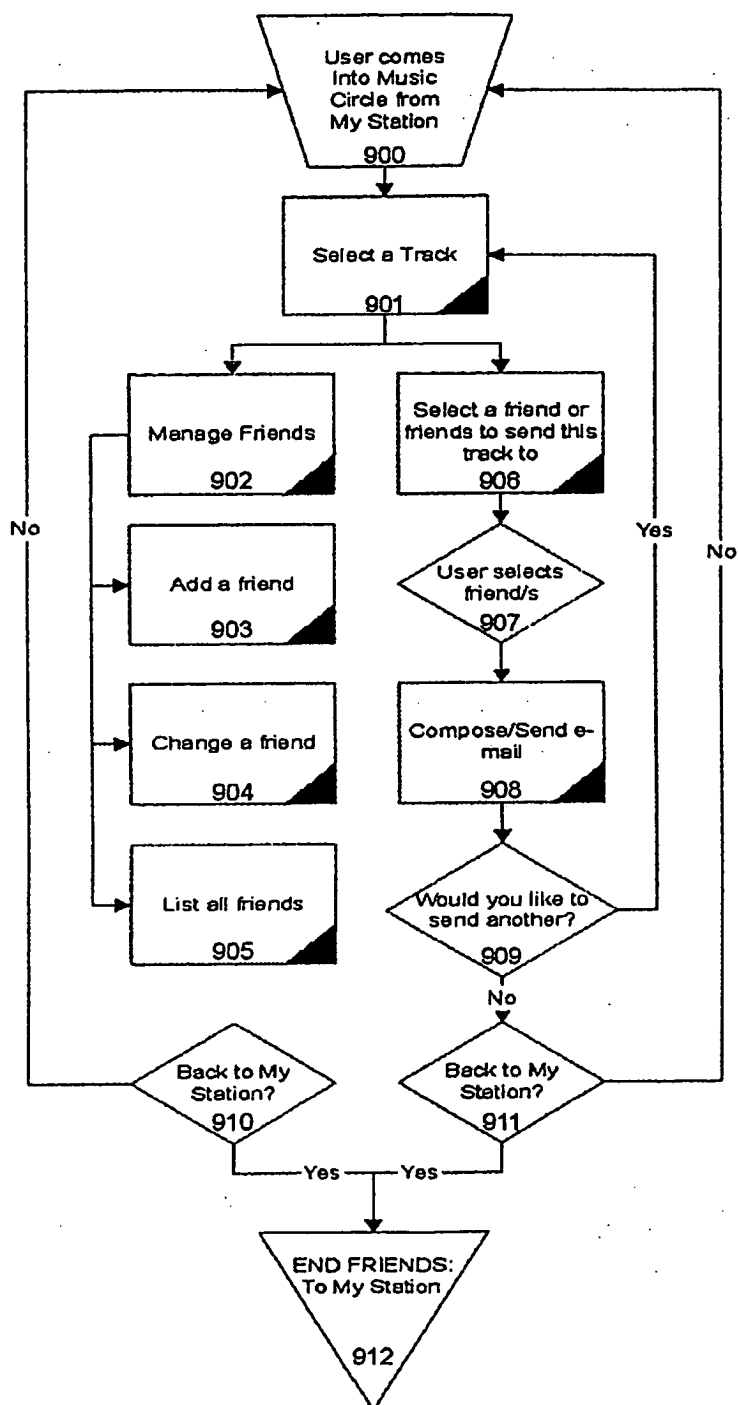 User comes
Into Music
Circle from
My Station
900
Select a Track
901
Manage Friends
902
Select a friend or
friends to send this
track to
906
Add a friend
903
User selects
friend/s
907
Change a friend
904
Compose/Send e-
mail
908
List all friends
905
Would you like to
send another?
909
No
Yes
No
No
Back to My
Station?
910
Back to My
Station?
911
Yes
Yes
END FRIENDS:
To My Station
912